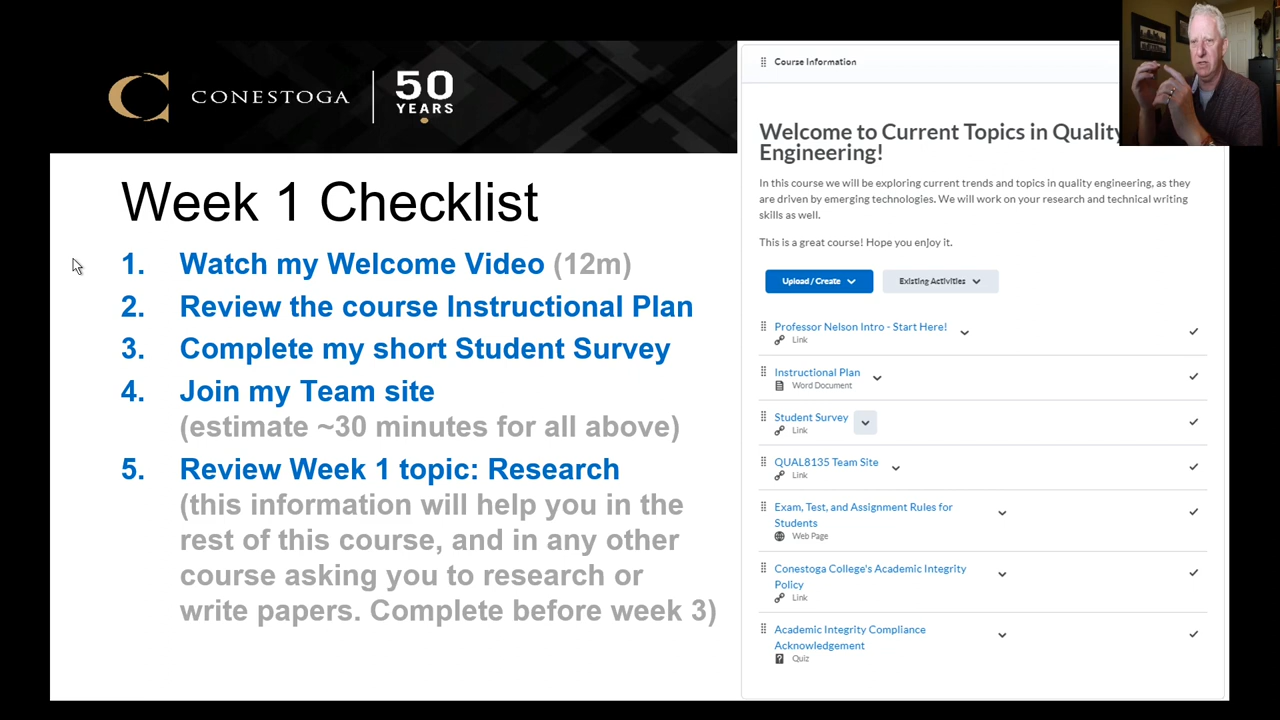 CONESTOGA
50
YEARS
Week 1 Checklist
1. Watch my Welcome Video (12m)
2. Review the course Instructional Plan
3. Complete my short Student Survey
4. Join my Team site
(estimate ~30 minutes for all above)
5. Review Week 1 topic: Research
(this information will help you in the
rest of this course, and in any other
course asking you to research or
write papers. Complete before week 3)
Course Information
Welcome to Current Topics in Quality
Engineering!
In this course we will be exploring current trends and topics in quality engineering, as they
are driven by emerging technologies. We will work on your research and technical writing
skills as well.
This is a great course! Hope you enjoy it.
Upload / Create
Existing Activities
Professor Nelson Intro - Start Here!
Link
Instructional Plan
Word Document
Student Survey
Link
QUAL8135 Team Site
Link
Exam, Test, and Assignment Rules for
Students
Web Page
Conestoga College's Academic Integrity
Policy
Link
Academic Integrity Compliance
Acknowledgement
Quiz